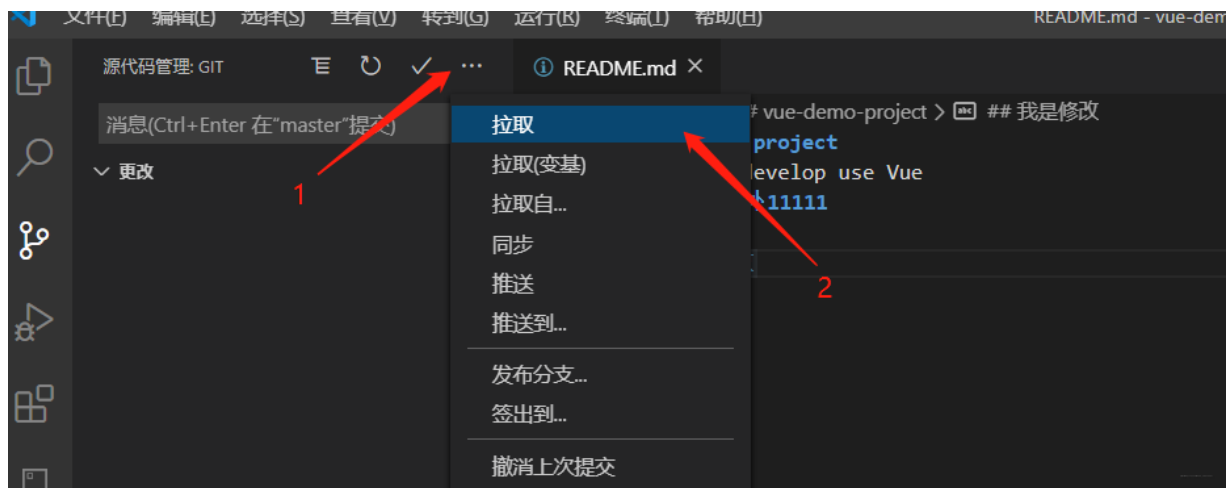 文件(F) 编辑(E) 选择(S) 查看(V) 转到(G) 运行(R) 终端(T) 帮助(H) README.md - vue-dem
源代码管理: GIT
README.md
消息(Ctrl+Enter 在"master"提交)
更改
1
拉取
拉取(变基)
拉取自...
同步
推送
推送到...
发布分支...
签出到...
撤消上次提交
# vue-demo-project > ## 我是修改
project
develop use Vue
11111
2